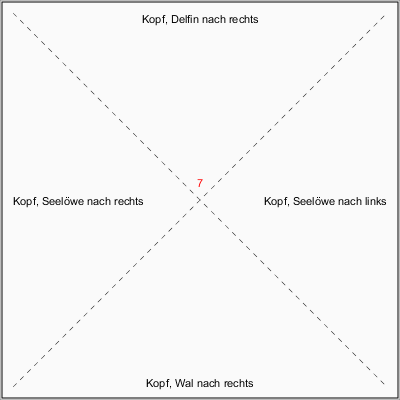 Kopf, Delfin nach rechts
7
Kopf, Seelöwe nach rechts
Kopf, Seelöwe nach links
Kopf, Wal nach rechts